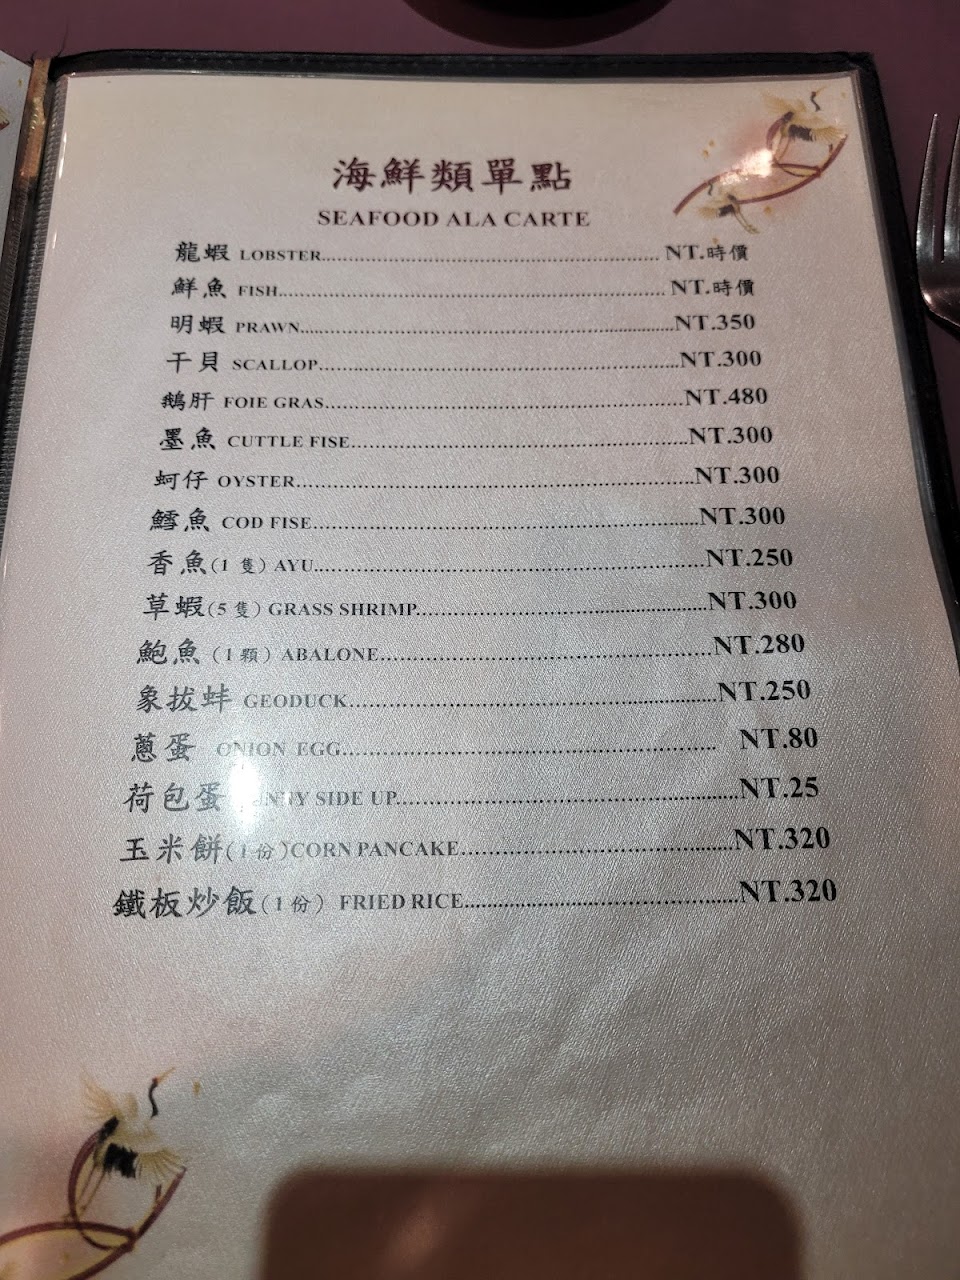 海鮮類單點
SEAFOOD ALA CARTE
龍蝦 LOBSTER NT.時價
鮮魚 FISH NT.時價
明蝦 PRAWN NT.350
干貝 SCALLOP NT.300
鵝肝 FOIE GRAS NT.480
墨魚 CUTTLE FISE NT.300
蚵仔 OYSTER NT.300
鱈魚 COD FISE NT.300
香魚(1 隻) AYU NT.250
草蝦(5 隻) GRASS SHRIMP NT.300
鮑魚 (1 顆) ABALONE NT.280
象拔蚌 GEODUCK NT.250
蔥蛋 ONION EGG NT.80
荷包蛋 SIDE UP NT.25
玉米餅(1 份)CORN PANCAKE NT.320
鐵板炒飯(1 份) FRIED RICE NT.320